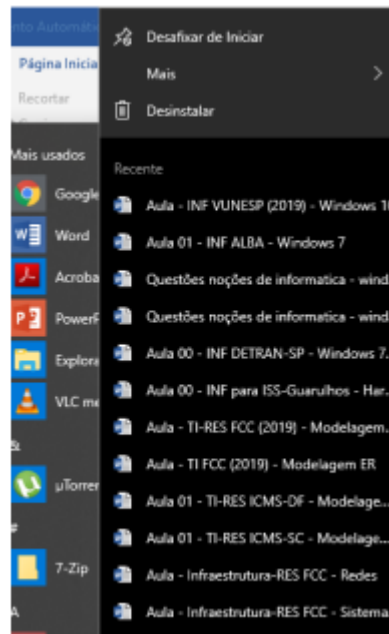 nto Automáti
Desafixar de Iniciar
Página Inicia
Mais
Recortar
Desinstalar
Mais usados
Recente
Google
Aula - INF VUNESP (2019) - Windows 10
Word
Aula 01 - INF ALBA - Windows 7
Acroba
Questões noções de informatica - wind
PowerP
Questões noções de informatica - wind
Explora
Aula 00 - INF DETRAN-SP - Windows 7.
VLC me
Aula 00 - INF para ISS-Guarulhos - Har...
&
Aula - TI-RES FCC (2019) - Modelagem...
Aula - TI FCC (2019) - Modelagem ER
µTorrer
Aula 01 - TI-RES ICMS-DF - Modelage...
#
Aula 01 - TI-RES ICMS-SC - Modelage...
7-Zip
Aula - Infraestrutura-RES FCC - Redes
A
Aula - Infraestrutura-RES FCC - Sistema